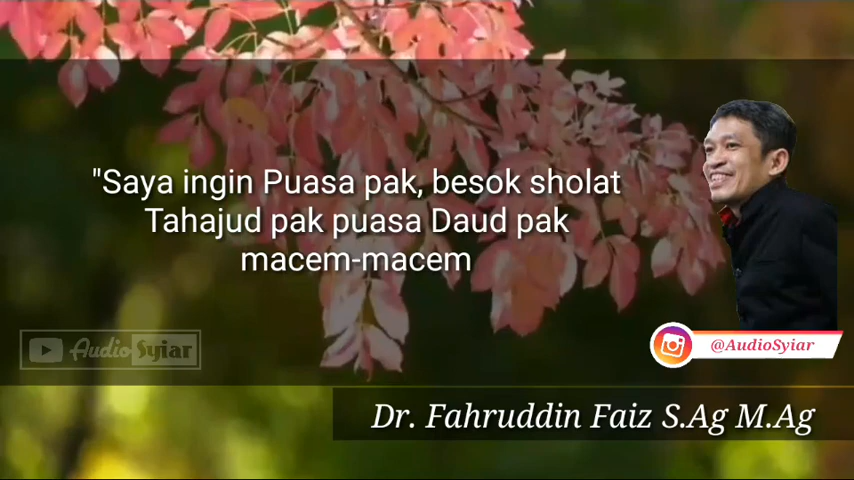 "Saya ingin Puasa pak, besok sholat
Tahajud pak puasa Daud pak
macem-macem
Audio Syiar
@AudioSyiar
Dr. Fahruddin Faiz S.Ag M.Ag